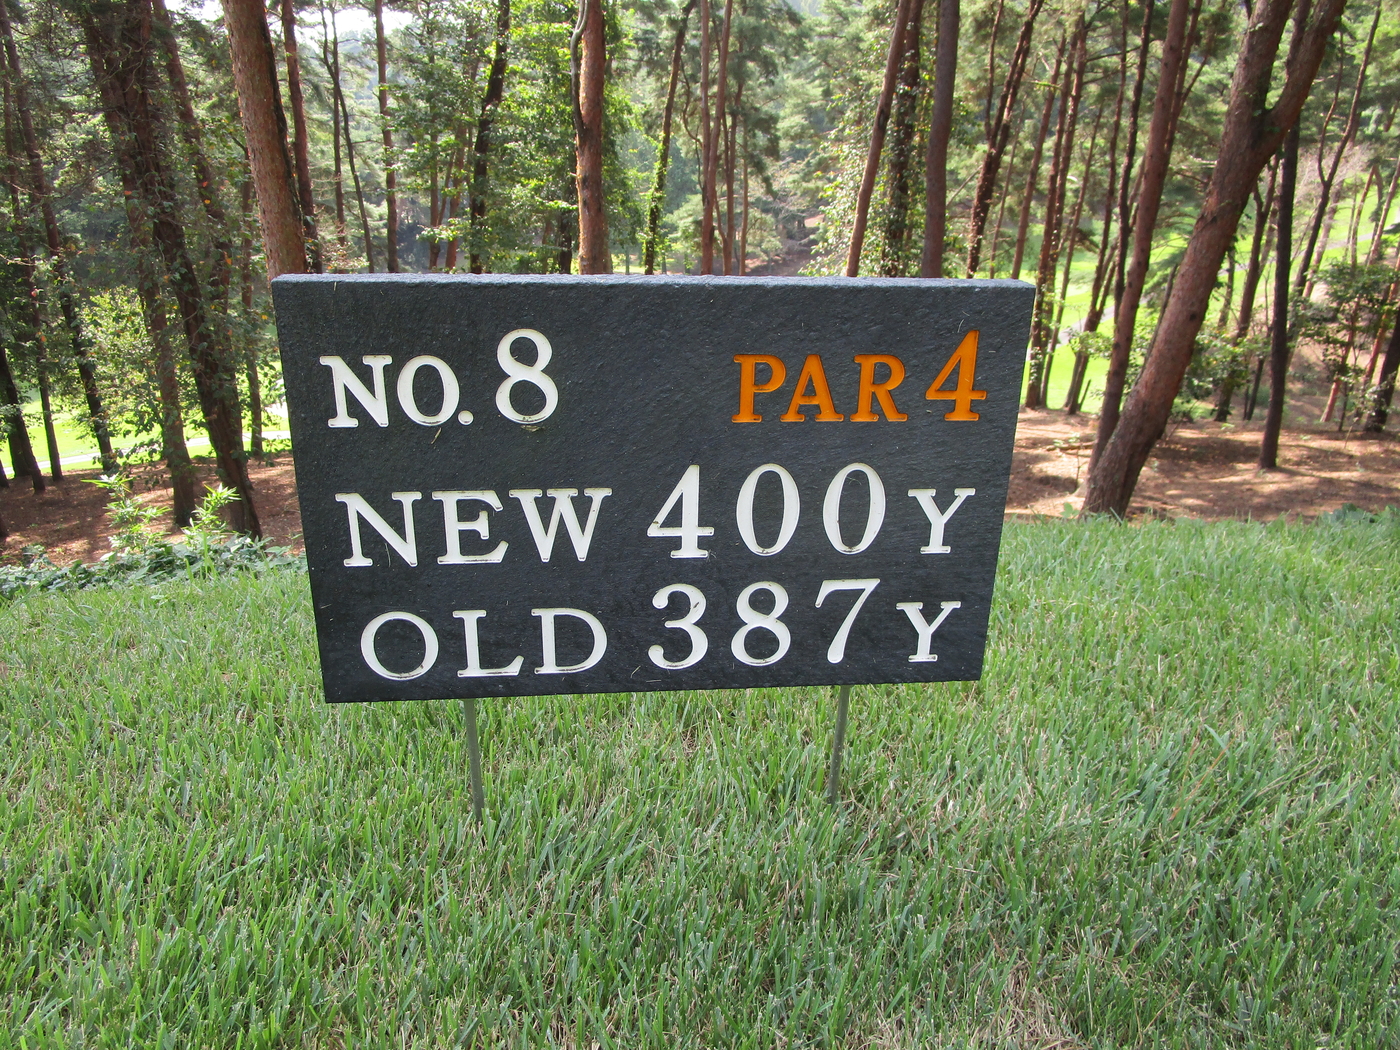 NO. 8 PAR 4
NEW 400Y
OLD 387Y